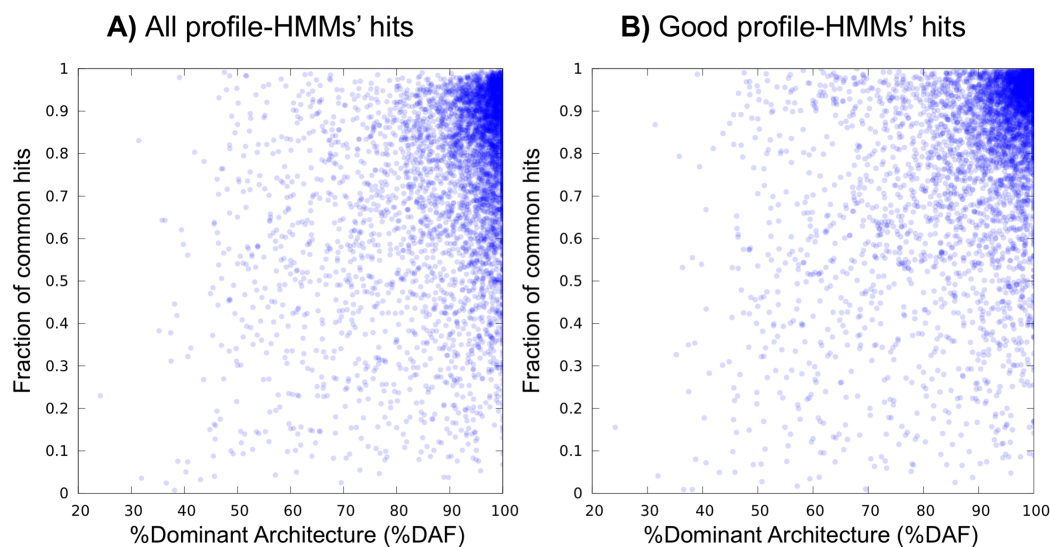 A) All profile-HMMs’ hits
B) Good profile-HMMs’ hits
Fraction of common hits
1
0.9
0.8
0.7
0.6
0.5
0.4
0.3
0.2
0.1
0
20 30 40 50 60 70 80 90 100
%Dominant Architecture (%DAF)
Fraction of common hits
1
0.9
0.8
0.7
0.6
0.5
0.4
0.3
0.2
0.1
0
20 30 40 50 60 70 80 90 100
%Dominant Architecture (%DAF)